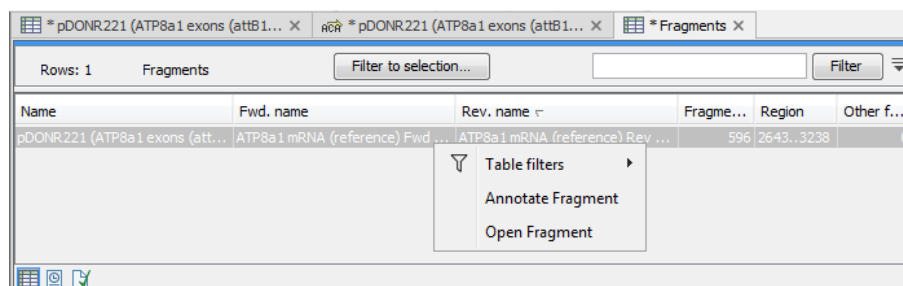 * pDONR221 (ATP8a1 exons (attB1... × * pDONR221 (ATP8a1 exons (attB1... × * Fragments ×
Rows: 1 Fragments Filter to selection... Filter
Name Fwd. name Rev. name Fragme... Region Other f...
pDONR221 (ATP8a1 exons (att... ATP8a1 mRNA (reference) Fwd ... ATP8a1 mRNA (reference) Rev ... 596 2643..3238
Table filters
Annotate Fragment
Open Fragment